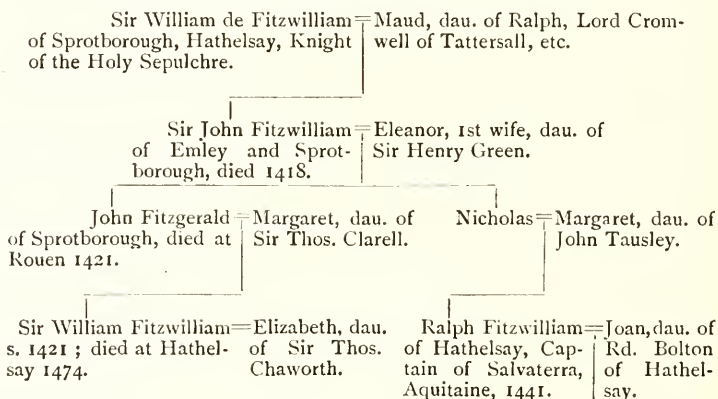 Sir William de Fitzwilliam
of Sprotborough, Hathelsay, Knight
of the Holy Sepulchre.
Maud, dau. of Ralph, Lord Crom-
well of Tattersall, etc.
Sir John Fitzwilliam
of Emley and Sprot-
borough, died 1418.
Eleanor, 1st wife, dau. of
Sir Henry Green.
John Fitzgerald
of Sprotborough, died at
Rouen 1421.
Margaret, dau. of
Sir Thos. Clarell.
Nicholas
Margaret, dau. of
John Tausley.
Sir William Fitzwilliam
s. 1421 ; died at Hathel-
say 1474.
Elizabeth, dau.
of Sir Thos.
Chaworth.
Ralph Fitzwilliam
of Hathelsay, Cap-
tain of Salvaterra,
Aquitaine, 1441.
Joan, dau. of
Rd. Bolton
of Hathel-
say.